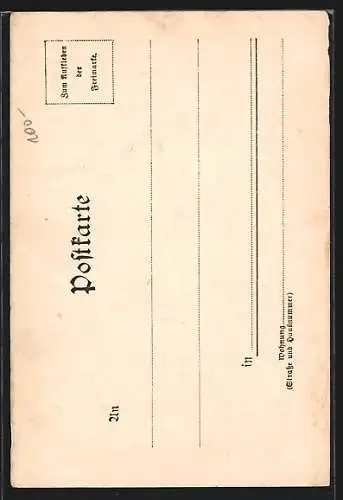 Zum Aufkleben
der
Freimarke.
100-
Postkarte
An
in
Wohnung
(Straße und Hausnummer)